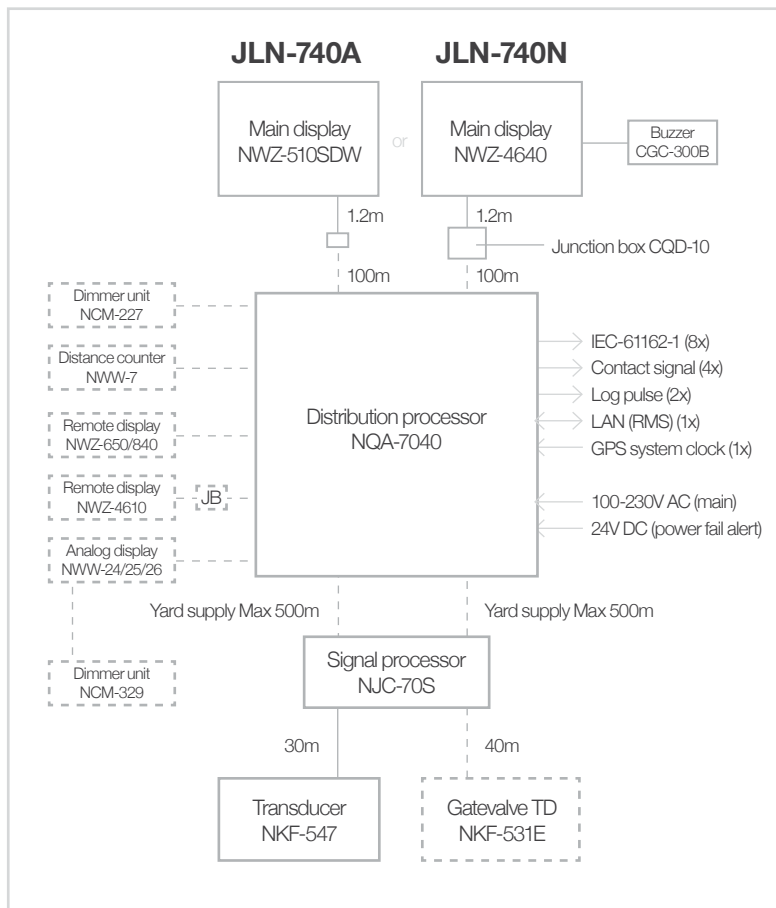 JLN-740A
JLN-740N
Main display
NWZ-510SDW
or
Main display
NWZ-4640
Buzzer
CGC-300B
1.2m
1.2m
Junction box CQD-10
100m
100m
Dimmer unit
NCM-227
Distance counter
NWW-7
Remote display
NWZ-650/840
Remote display
NWZ-4610
JB
Analog display
NWW-24/25/26
Dimmer unit
NCM-329
Distribution processor
NQA-7040
IEC-61162-1 (8x)
Contact signal (4x)
Log pulse (2x)
LAN (RMS) (1x)
GPS system clock (1x)
100-230V AC (main)
24V DC (power fail alert)
Yard supply Max 500m
Yard supply Max 500m
Signal processor
NJC-70S
30m
40m
Transducer
NKF-547
Gatevalve TD
NKF-531E